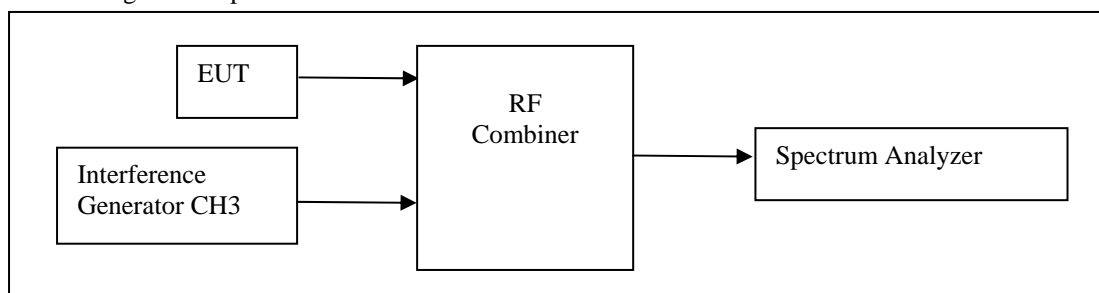 EUT
RF
Combiner
Spectrum Analyzer
Interference
Generator CH3